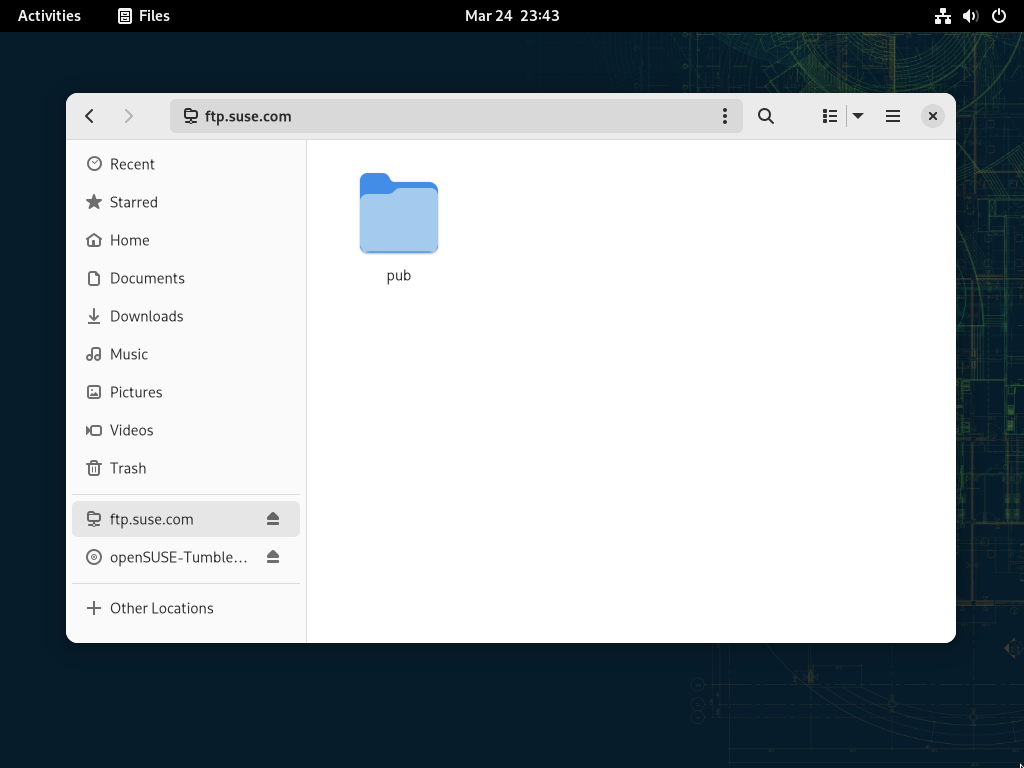 Activities Files Mar 24 23:43
ftp.suse.com
Recent
Starred
Home
Documents
Downloads
Music
Pictures
Videos
Trash
ftp.suse.com
openSUSE-Tumble…
Other Locations
pub